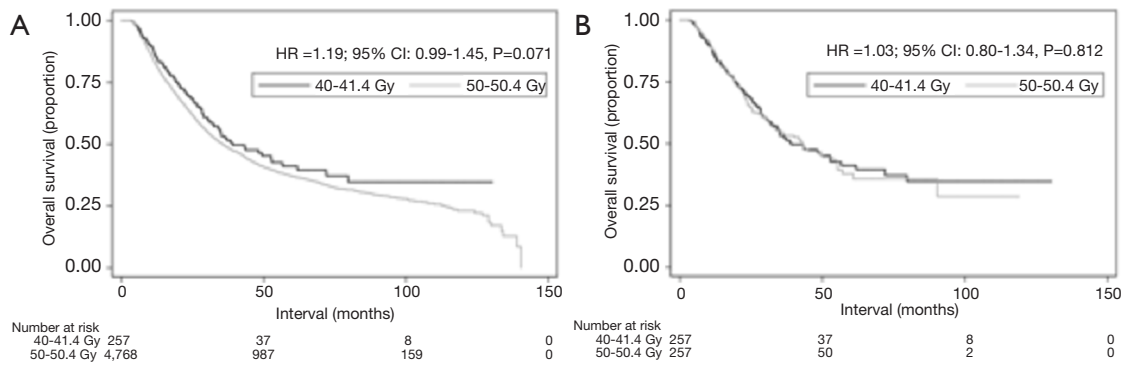 A
HR =1.19; 95% CI: 0.99-1.45, P=0.071
40-41.4 Gy 50-50.4 Gy
Overall survival (proportion)
1.00
0.75
0.50
0.25
0.00
0 50 100 150
Interval (months)
Number at risk
40-41.4 Gy 257 37 8 0
50-50.4 Gy 4,768 987 159 0
B
HR =1.03; 95% CI: 0.80-1.34, P=0.812
40-41.4 Gy 50-50.4 Gy
Overall survival (proportion)
1.00
0.75
0.50
0.25
0.00
0 50 100 150
Interval (months)
Number at risk
40-41.4 Gy 257 37 8 0
50-50.4 Gy 257 50 2 0